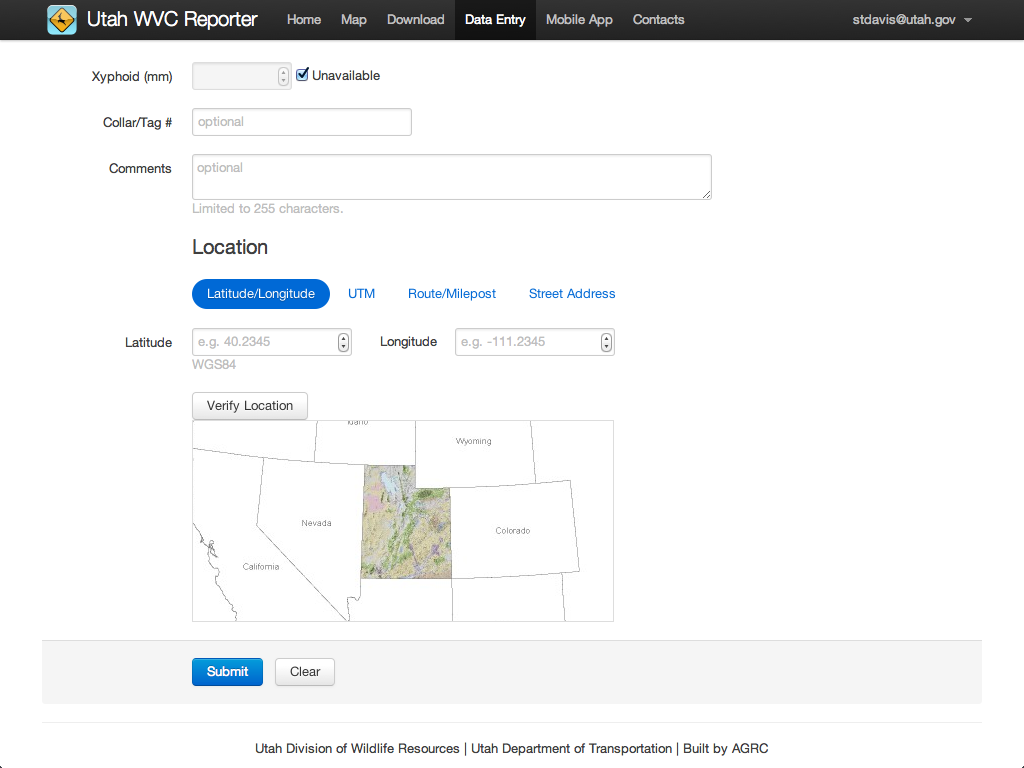 Utah WVC Reporter Home Map Download Data Entry Mobile App Contacts stdavis@utah.gov
Xyphoid (mm) Unavailable
Collar/Tag # optional
Comments optional
Limited to 255 characters.
Location
Latitude/Longitude UTM Route/Milepost Street Address
Latitude e.g. 40.2345 Longitude e.g. -111.2345
WGS84
Verify Location
Idaho
Wyoming
Nevada
Colorado
California
Submit Clear
Utah Division of Wildlife Resources | Utah Department of Transportation | Built by AGRC